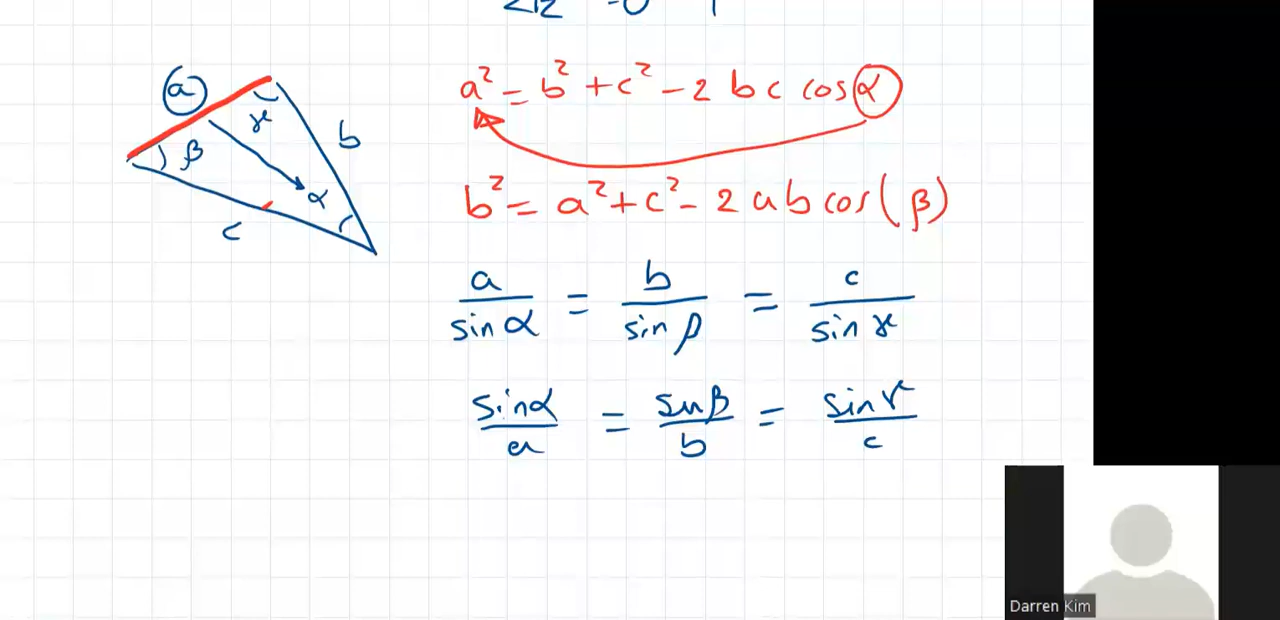 a² = b² + c² - 2 b c cos α
b² = a² + c² - 2 a b cos(β)
a/sin α = b/sin β = c/sin γ
sin α/a = sin β/b = sin γ/c
a
γ
β
b
α
c
Darren Kim